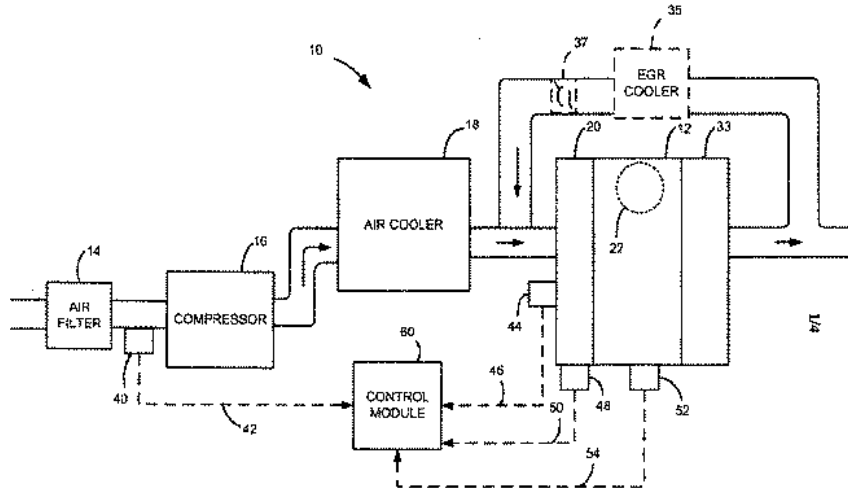 35
37
10
EGR
COOLER
18
20
12
33
AIR COOLER
16
22
14
AIR
FILTER
COMPRESSOR
44
1/4
60
40
CONTROL
MODULE
46
48
52
42
50
54